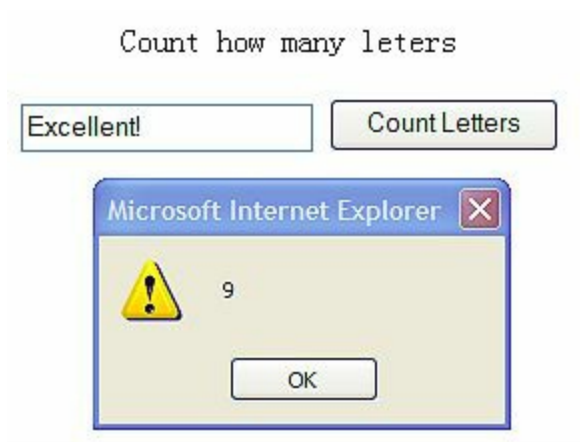 Count how many leters
Excellent!
Count Letters
Microsoft Internet Explorer
9
OK